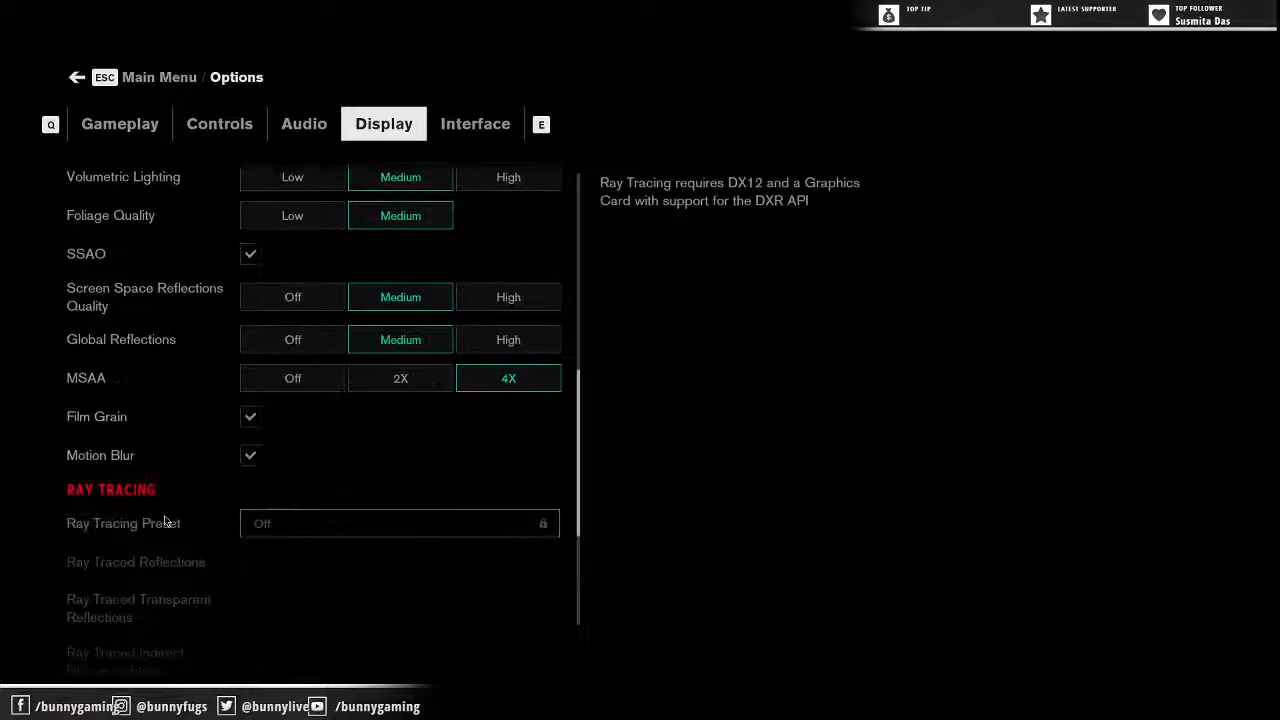 TOP TIP
LATEST SUPPORTER
TOP FOLLOWER
Susmita Das
ESC Main Menu / Options
Q Gameplay Controls Audio Display Interface E
Volumetric Lighting Low Medium High
Ray Tracing requires DX12 and a Graphics
Card with support for the DXR API
Foliage Quality Low Medium
SSAO
Screen Space Reflections
Quality
Off Medium High
Global Reflections Off Medium High
MSAA Off 2X 4X
Film Grain
Motion Blur
RAY TRACING
Ray Tracing Preset Off
Ray Traced Reflections
Ray Traced Transparent
Reflections
Ray Traced Indirect
/bunnygaming @bunnyfugs @bunnylive /bunnygaming